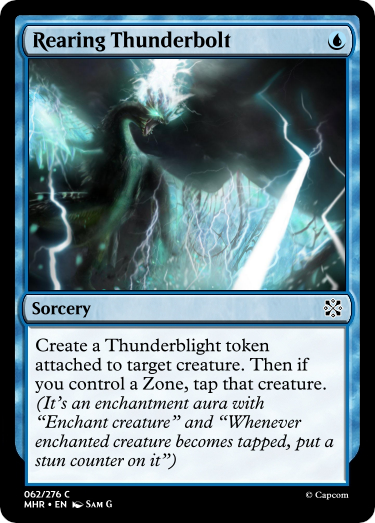 Rearing Thunderbolt
Sorcery
Create a Thunderblight token
attached to target creature. Then if
you control a Zone, tap that creature.
(It's an enchantment aura with
“Enchant creature” and “Whenever
enchanted creature becomes tapped, put a
stun counter on it”)
062/276 C
MHR • EN Sam G
© Capcom